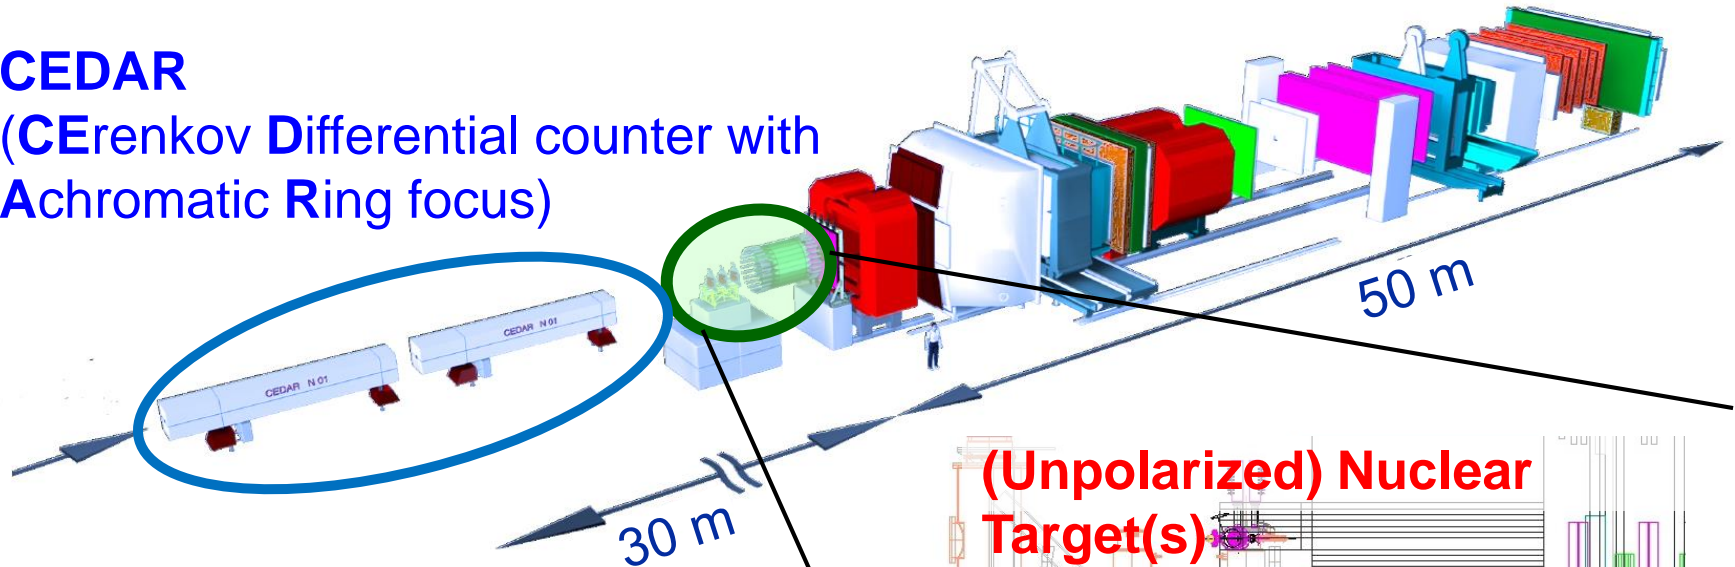 CEDAR
(CErenkov Differential counter with
Achromatic Ring focus)
CEDAR N 01
CEDAR N 01
50 m
30 m
(Unpolarized) Nuclear
Target(s)